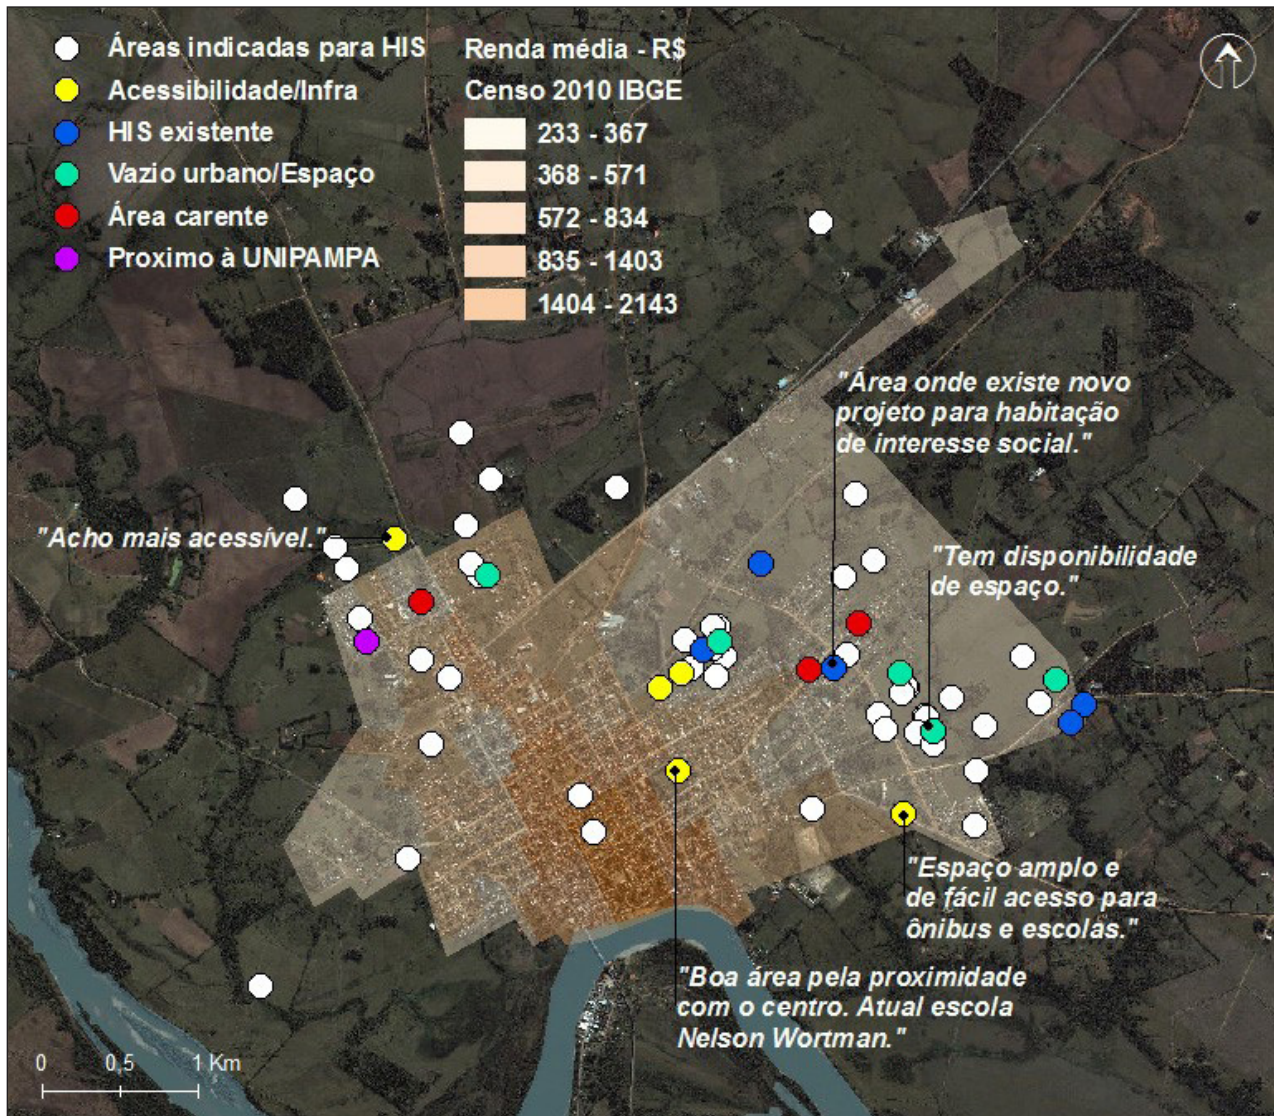 Áreas indicadas para HIS
Acessibilidade/Infra
HIS existente
Vazio urbano/Espaço
Área carente
Proximo à UNIPAMPA
Renda média - R$
Censo 2010 IBGE
233 - 367
368 - 571
572 - 834
835 - 1403
1404 - 2143
"Área onde existe novo
projeto para habitação
de interesse social."
"Acho mais acessível."
"Tem disponibilidade
de espaço."
"Espaço amplo e
de fácil acesso para
ônibus e escolas."
"Boa área pela proximidade
com o centro. Atual escola
Nelson Wortman."
0 0,5 1 Km